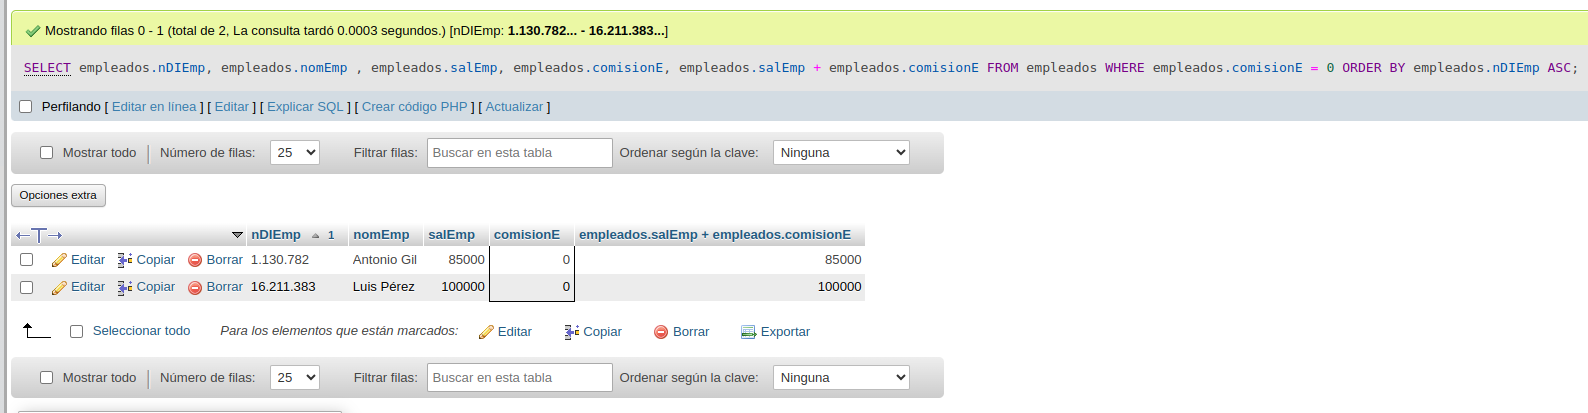 Mostrando filas 0 - 1 (total de 2, La consulta tardó 0.0003 segundos.) [nDIEmp: 1.130.782... - 16.211.383...]
SELECT empleados.nDIEmp, empleados.nomEmp , empleados.salEmp, empleados.comisionE, empleados.salEmp + empleados.comisionE FROM empleados WHERE empleados.comisionE = 0 ORDER BY empleados.nDIEmp ASC;
Perfilando [ Editar en línea ] [ Editar ] [ Explicar SQL ] [ Crear código PHP ] [ Actualizar ]
Mostrar todo Número de filas: 25 Filtrar filas: Buscar en esta tabla Ordenar según la clave: Ninguna
Opciones extra
nDIEmp 1 nomEmp salEmp comisionE empleados.salEmp + empleados.comisionE
Editar Copiar Borrar 1.130.782 Antonio Gil 85000 0 85000
Editar Copiar Borrar 16.211.383 Luis Pérez 100000 0 100000
Seleccionar todo Para los elementos que están marcados: Editar Copiar Borrar Exportar
Mostrar todo Número de filas: 25 Filtrar filas: Buscar en esta tabla Ordenar según la clave: Ninguna